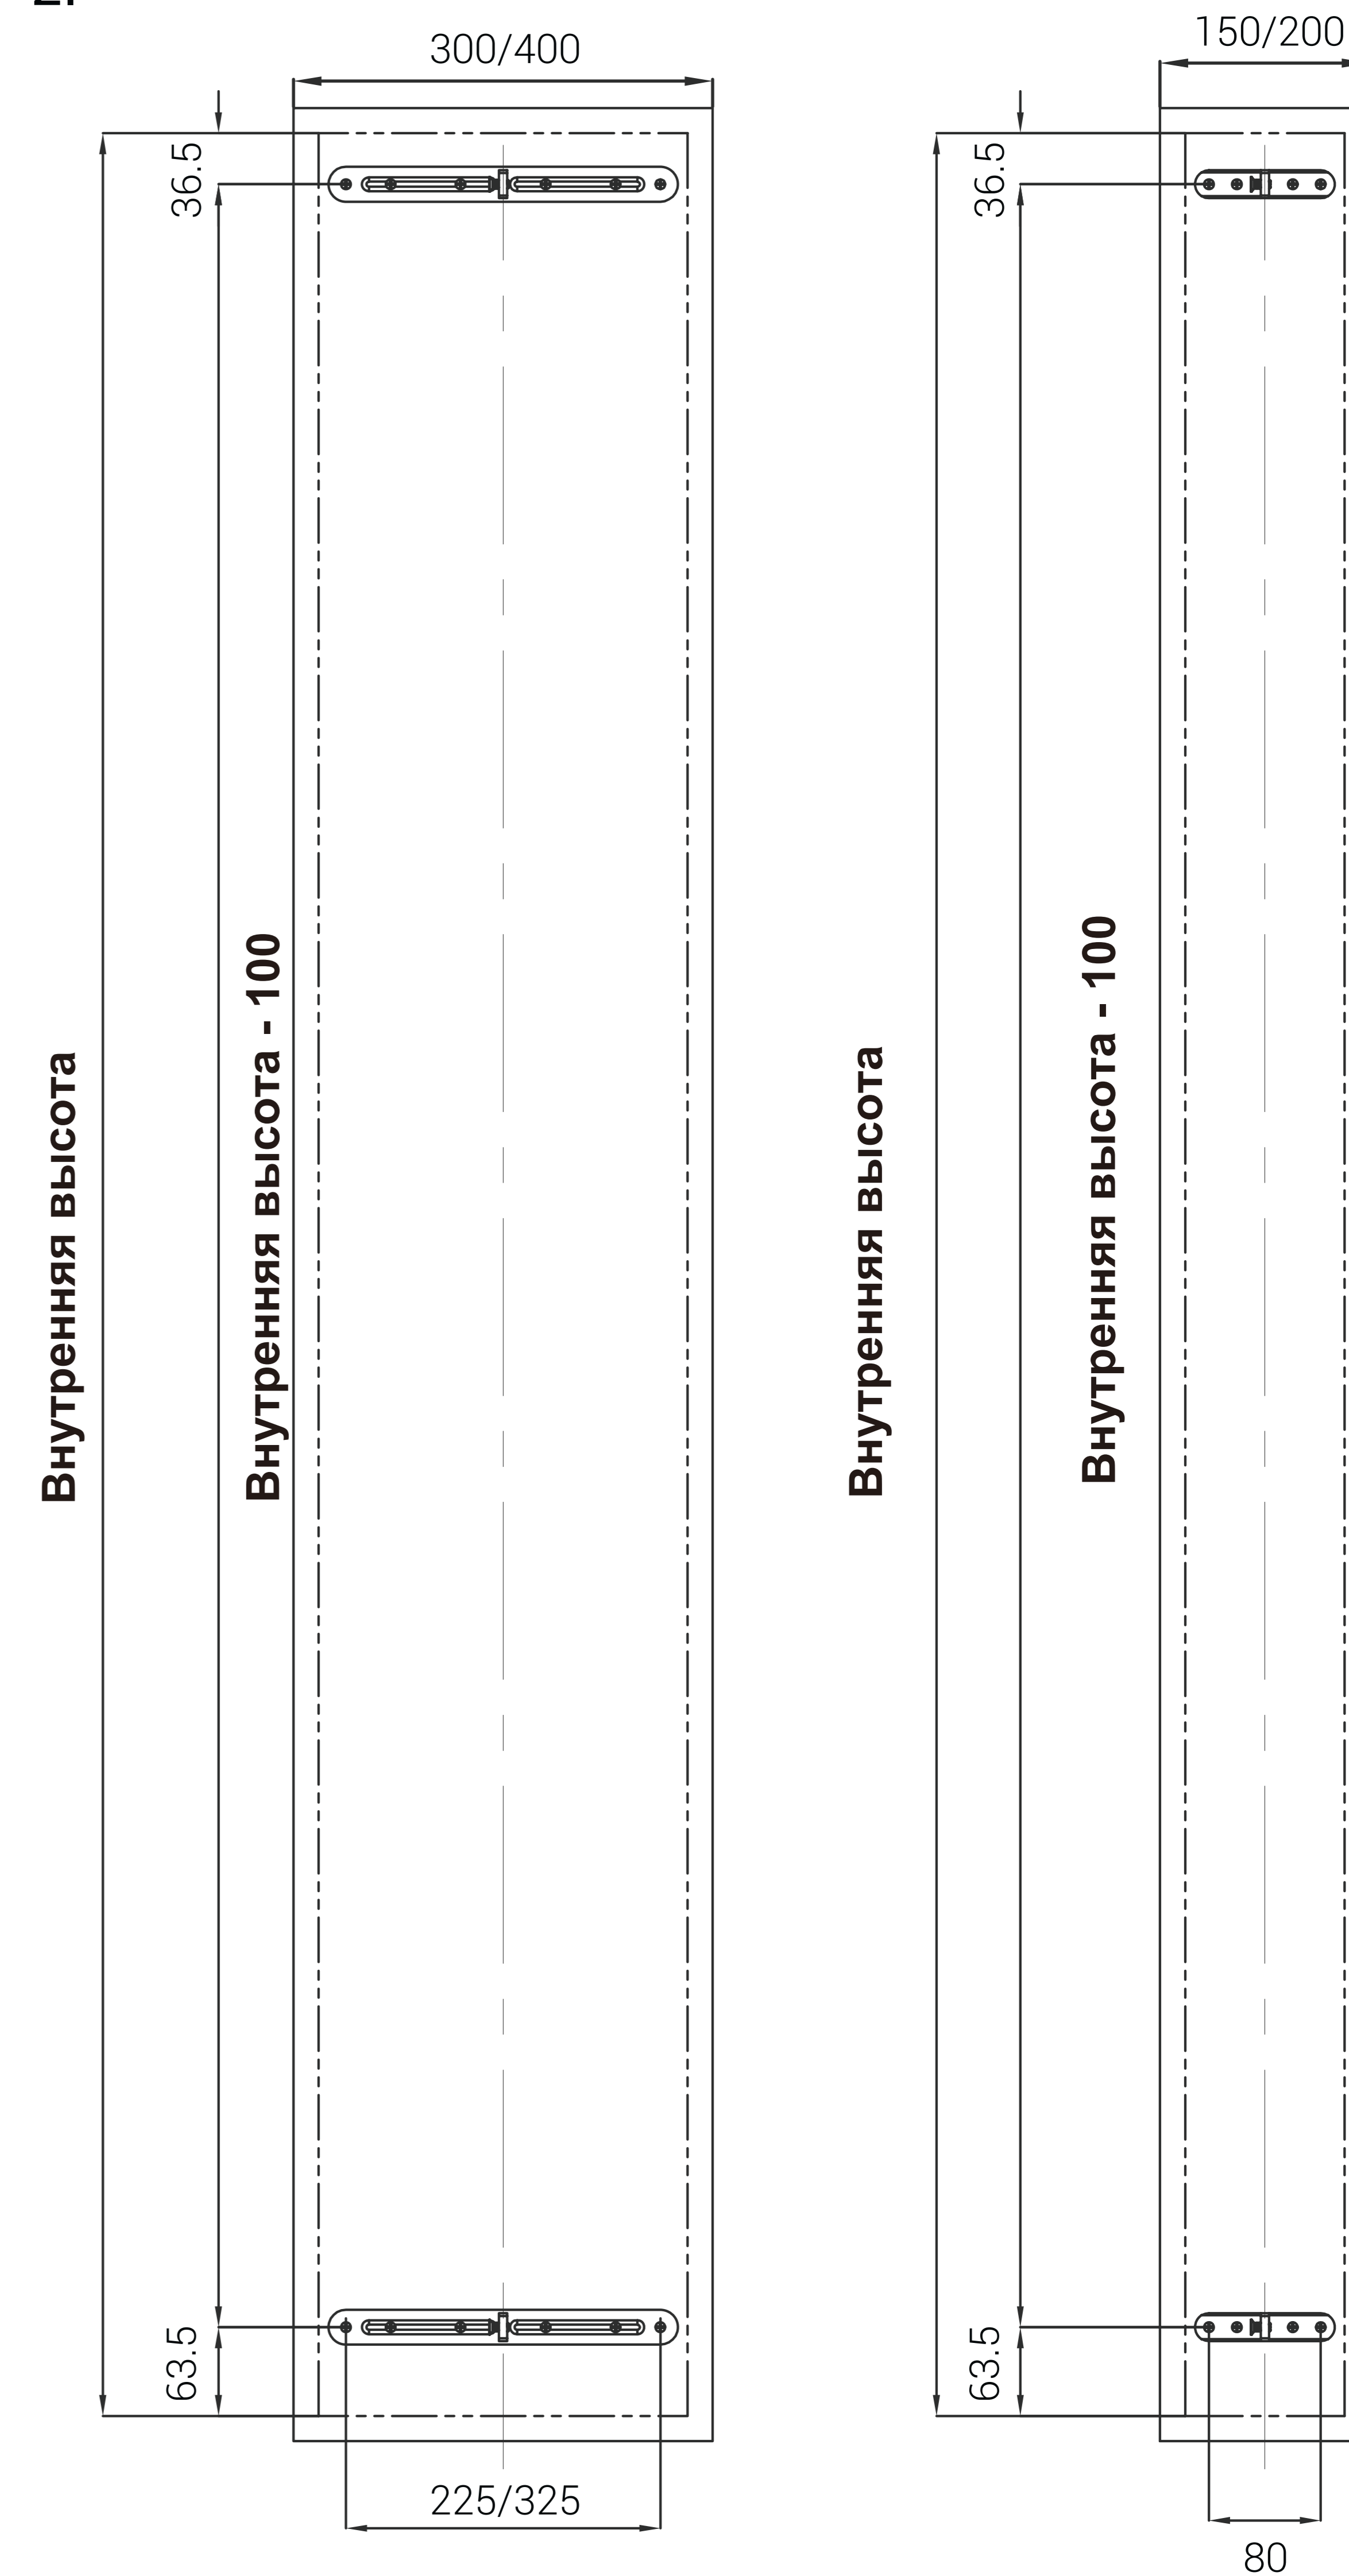 300/400
150/200
36.5
36.5
Внутренняя высота
Внутренняя высота - 100
Внутренняя высота
Внутренняя высота - 100
63.5
63.5
225/325
80